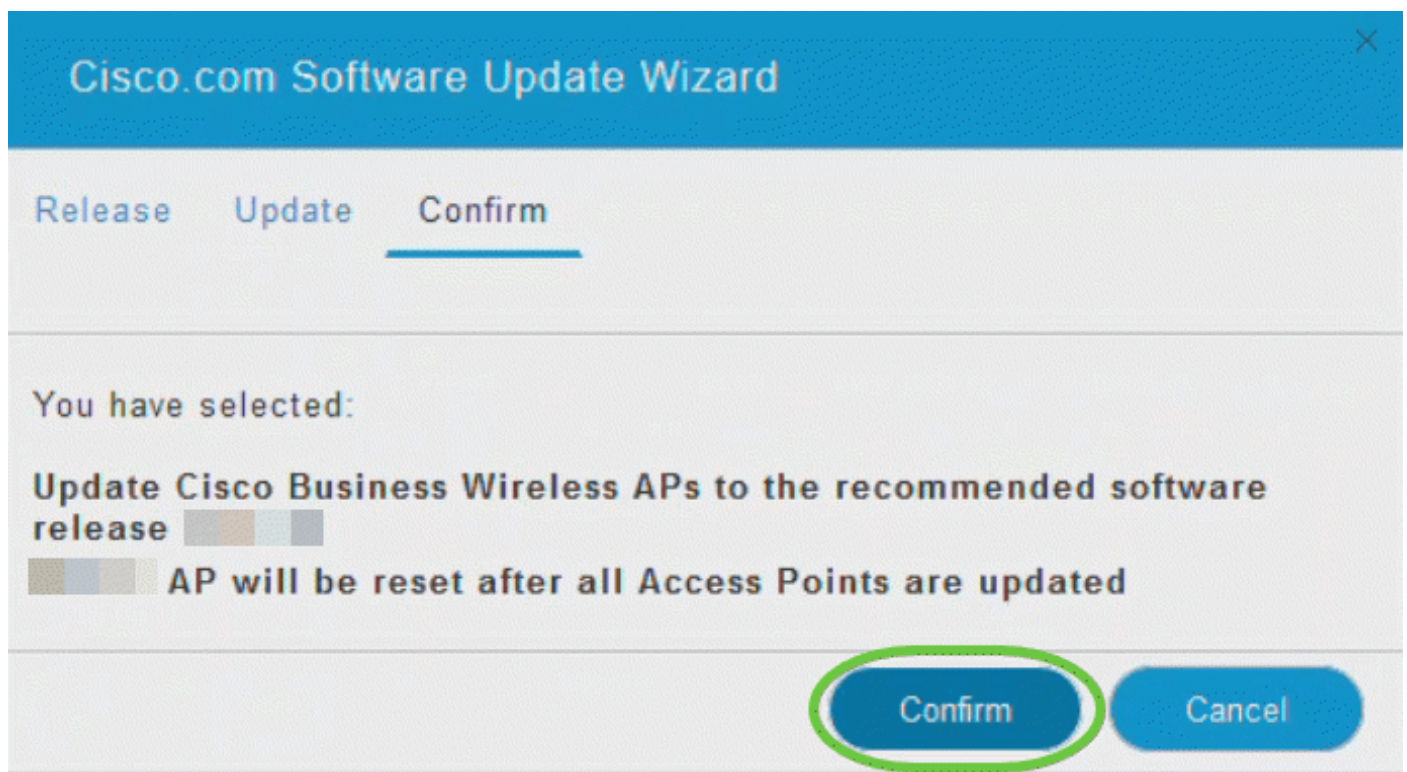 Cisco.com Software Update Wizard
Release Update Confirm
You have selected:
Update Cisco Business Wireless APs to the recommended software
release
AP will be reset after all Access Points are updated
Confirm Cancel